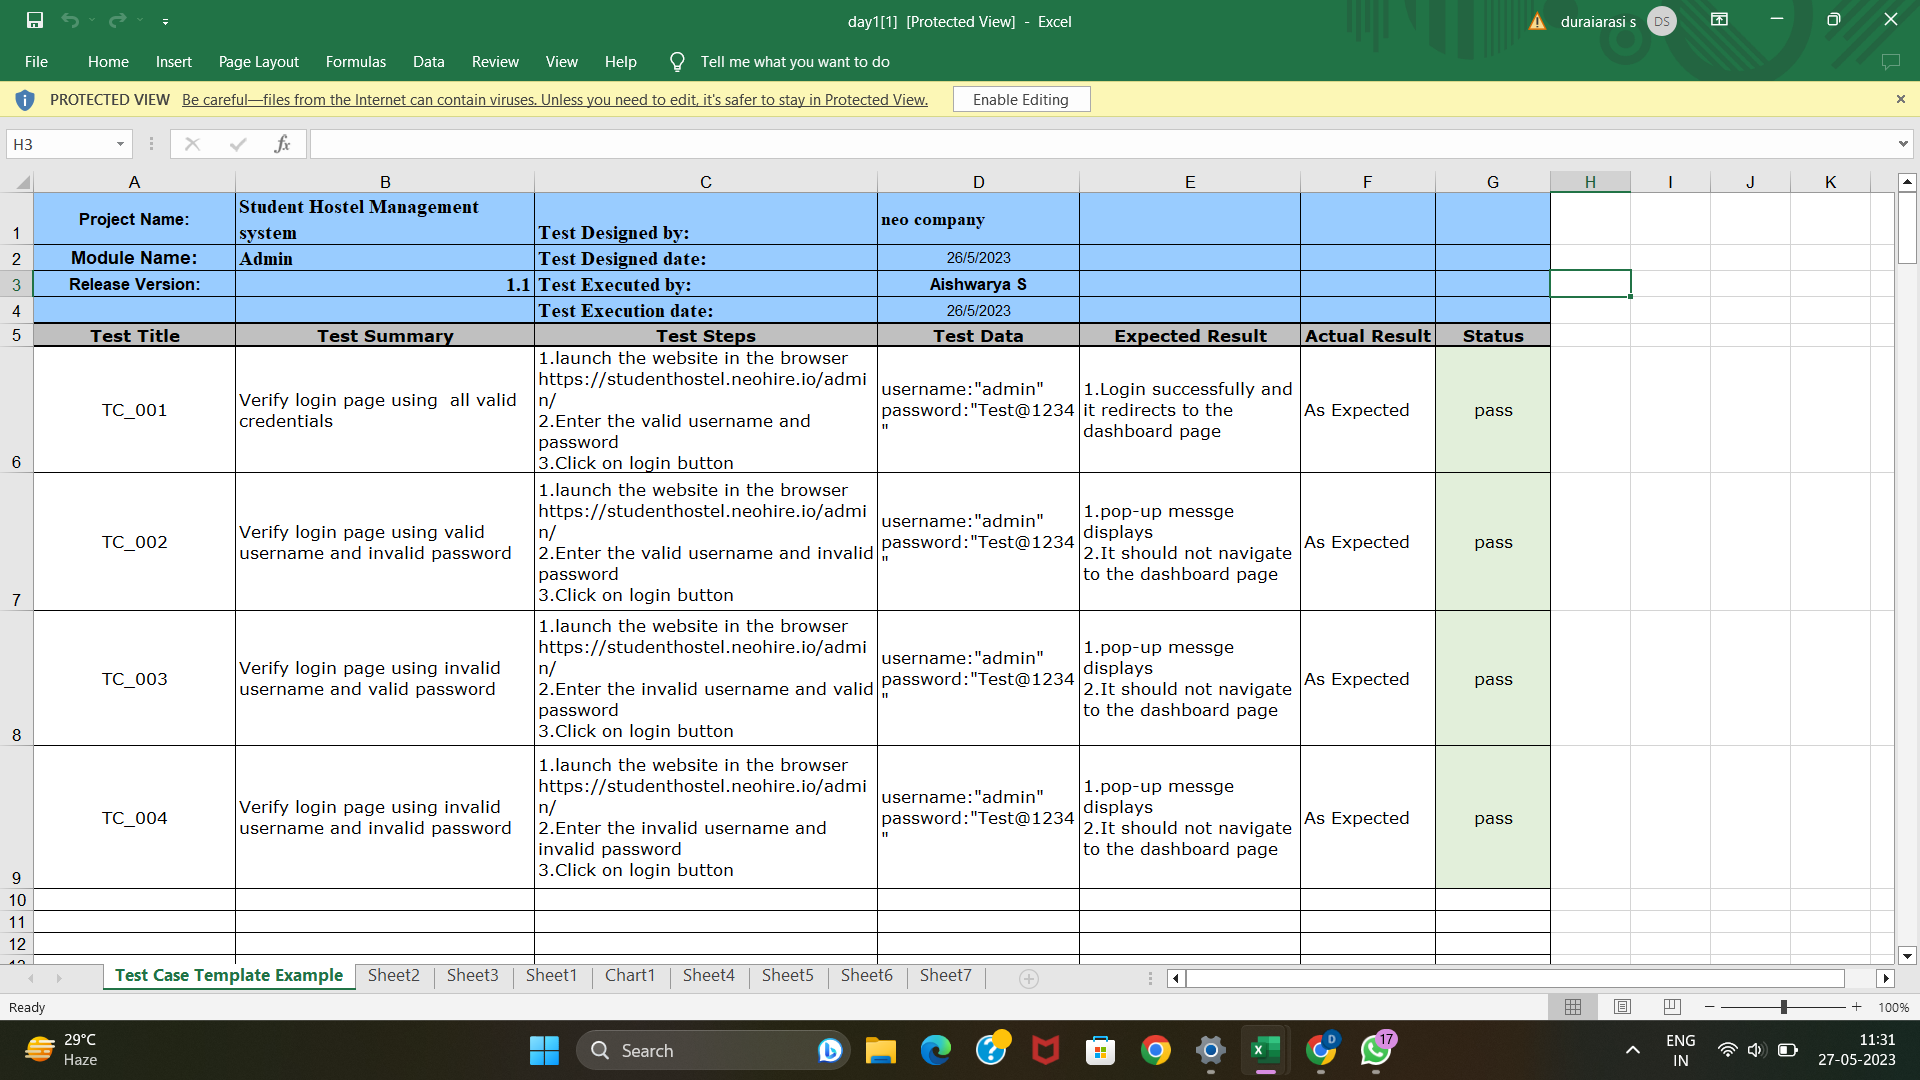 day1[1] [Protected View] - Excel
duraiarasi s
DS
File Home Insert Page Layout Formulas Data Review View Help Tell me what you want to do
PROTECTED VIEW Be careful—files from the Internet can contain viruses. Unless you need to edit, it's safer to stay in Protected View. Enable Editing
H3
fx
A B C D E F G H I J K
1
Project Name:
Student Hostel Management
system
Test Designed by:
neo company
2 Module Name: Admin Test Designed date: 26/5/2023
3 Release Version: 1.1 Test Executed by: Aishwarya S
4 Test Execution date: 26/5/2023
5 Test Title Test Summary Test Steps Test Data Expected Result Actual Result Status
6
TC_001
Verify login page using  all valid
credentials
1.launch the website in the browser
https://studenthostel.neohire.io/admi
n/
2.Enter the valid username and
password
3.Click on login button
username:"admin"
password:"Test@1234
"
1.Login successfully and
it redirects to the
dashboard page
As Expected
pass
7
TC_002
Verify login page using valid
username and invalid password
1.launch the website in the browser
https://studenthostel.neohire.io/admi
n/
2.Enter the valid username and invalid
password
3.Click on login button
username:"admin"
password:"Test@1234
"
1.pop-up messge
displays
2.It should not navigate
to the dashboard page
As Expected
pass
8
TC_003
Verify login page using invalid
username and valid password
1.launch the website in the browser
https://studenthostel.neohire.io/admi
n/
2.Enter the invalid username and valid
password
3.Click on login button
username:"admin"
password:"Test@1234
"
1.pop-up messge
displays
2.It should not navigate
to the dashboard page
As Expected
pass
9
TC_004
Verify login page using invalid
username and invalid password
1.launch the website in the browser
https://studenthostel.neohire.io/admi
n/
2.Enter the invalid username and
invalid password
3.Click on login button
username:"admin"
password:"Test@1234
"
1.pop-up messge
displays
2.It should not navigate
to the dashboard page
As Expected
pass
10
11
12
Test Case Template Example Sheet2 Sheet3 Sheet1 Chart1 Sheet4 Sheet5 Sheet6 Sheet7
Ready
100%
29°C
Haze
Search
D
17
ENG
IN
11:31
27-05-2023